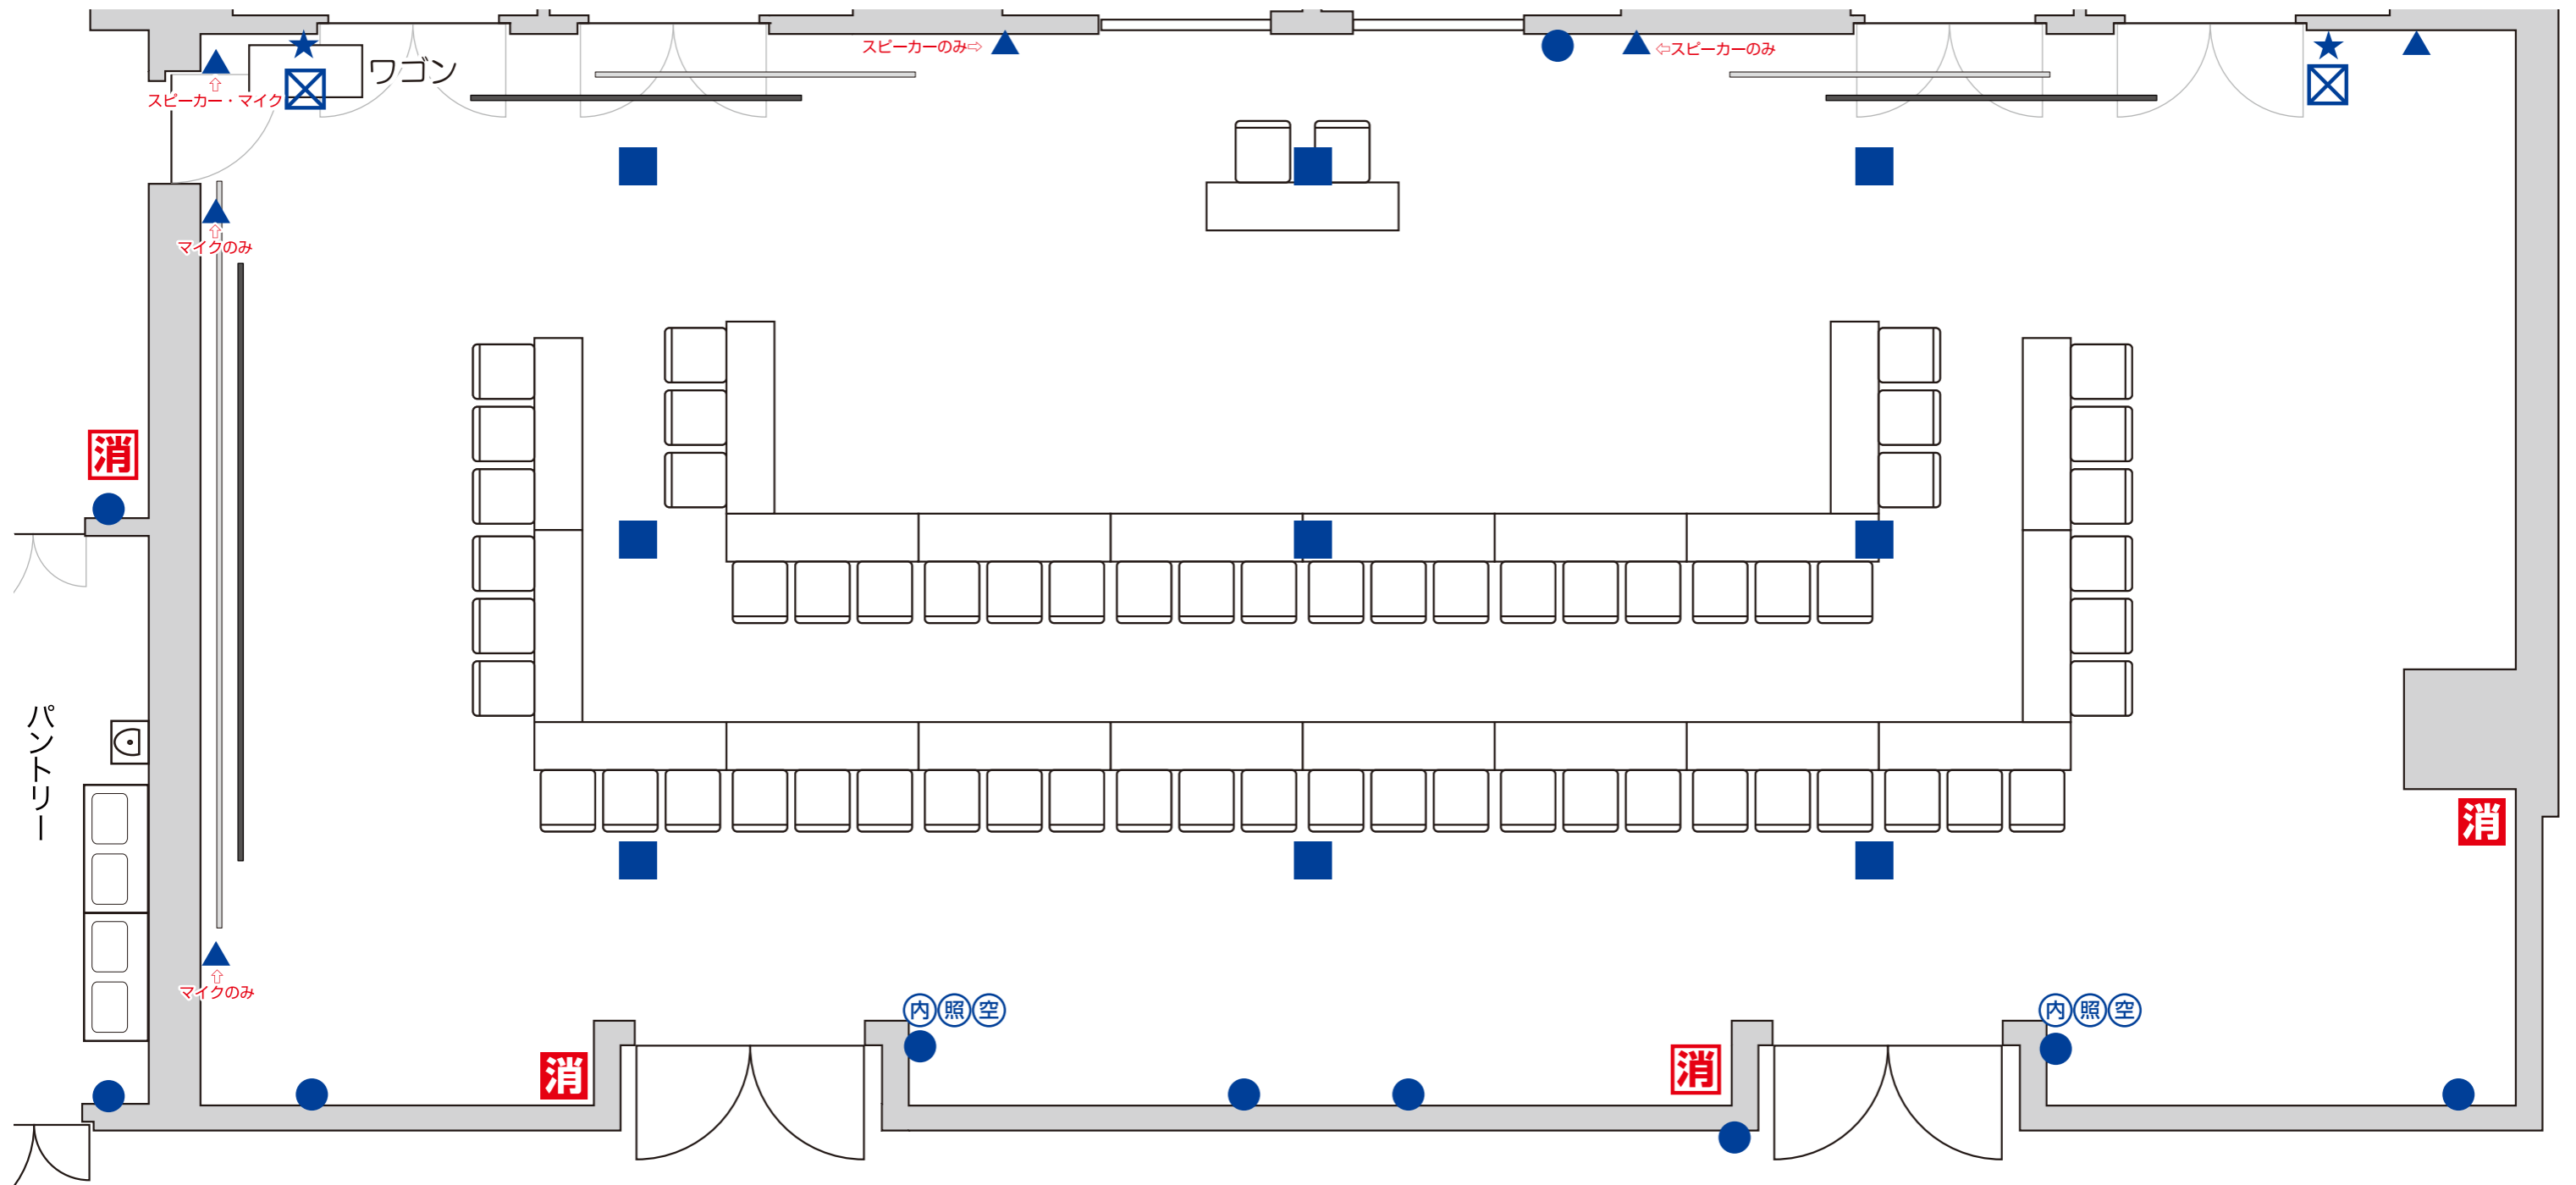 スピーカーのみ⇨
⇦スピーカーのみ
ワゴン
⇧
スピーカー・マイク
⇧
マイクのみ
消
パントリー
消
⇧
マイクのみ
内 照 空
内 照 空
消
消